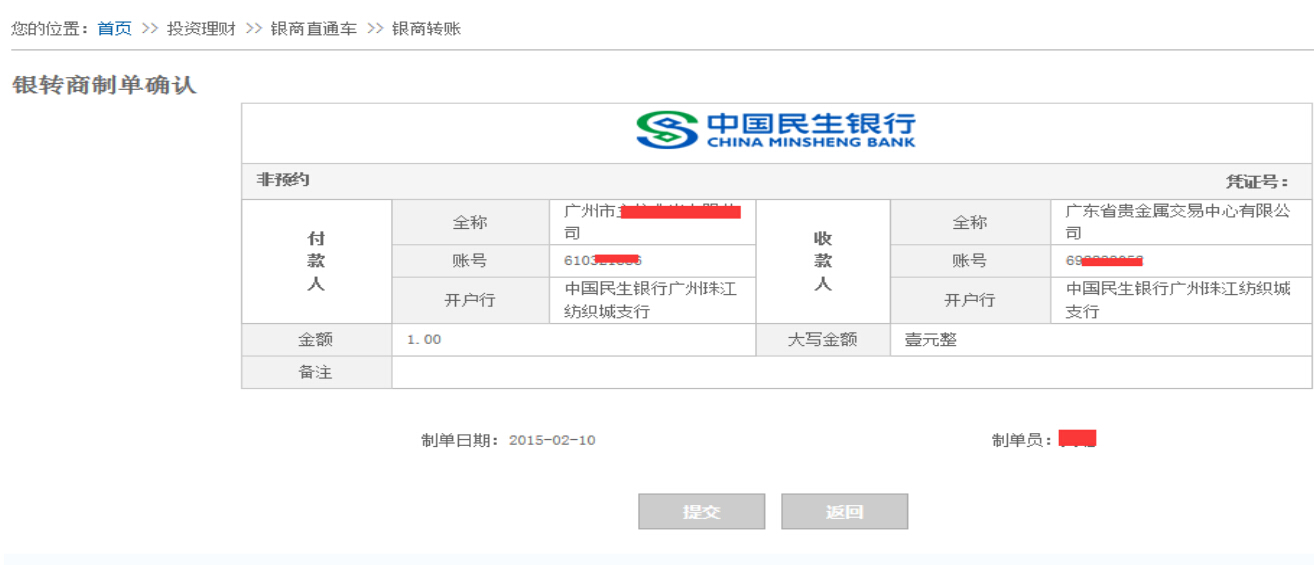 您的位置：首页 >> 投资理财 >> 银商直通车 >> 银商转账
银转商制单确认
中国民生银行
CHINA MINSHENG BANK
非预约 凭证号：
付款人
全称 广州市
司
账号 610
开户行 中国民生银行广州珠江
纺织城支行
收款人
全称 广东省贵金属交易中心有限公
司
账号 69
开户行 中国民生银行广州珠江纺织城
支行
金额 1.00 大写金额 壹元整
备注
制单日期：2015-02-10 制单员：
提交 返回